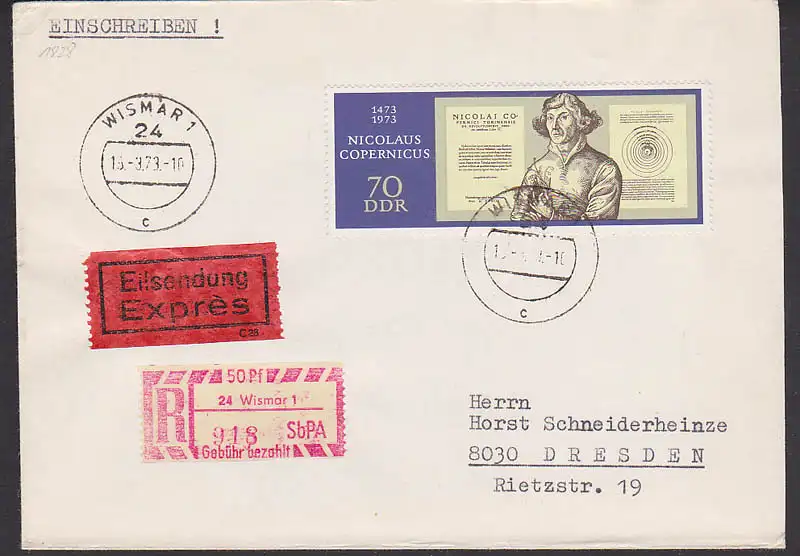 EINSCHREIBEN !
1828
WISMAR 1
24
13.-3.73.-10
c
1473
1973
NICOLAUS
COPERNICUS
70
DDR
NICOLAI CO-
PERNICI TORINENSIS
c
Eilsendung
Exprès
C 28
50 Pf
R
24 Wismar 1
918
SbPA
Gebühr bezahlt
Herrn
Horst Schneiderheinze
8030 DRESDEN
Rietzstr. 19